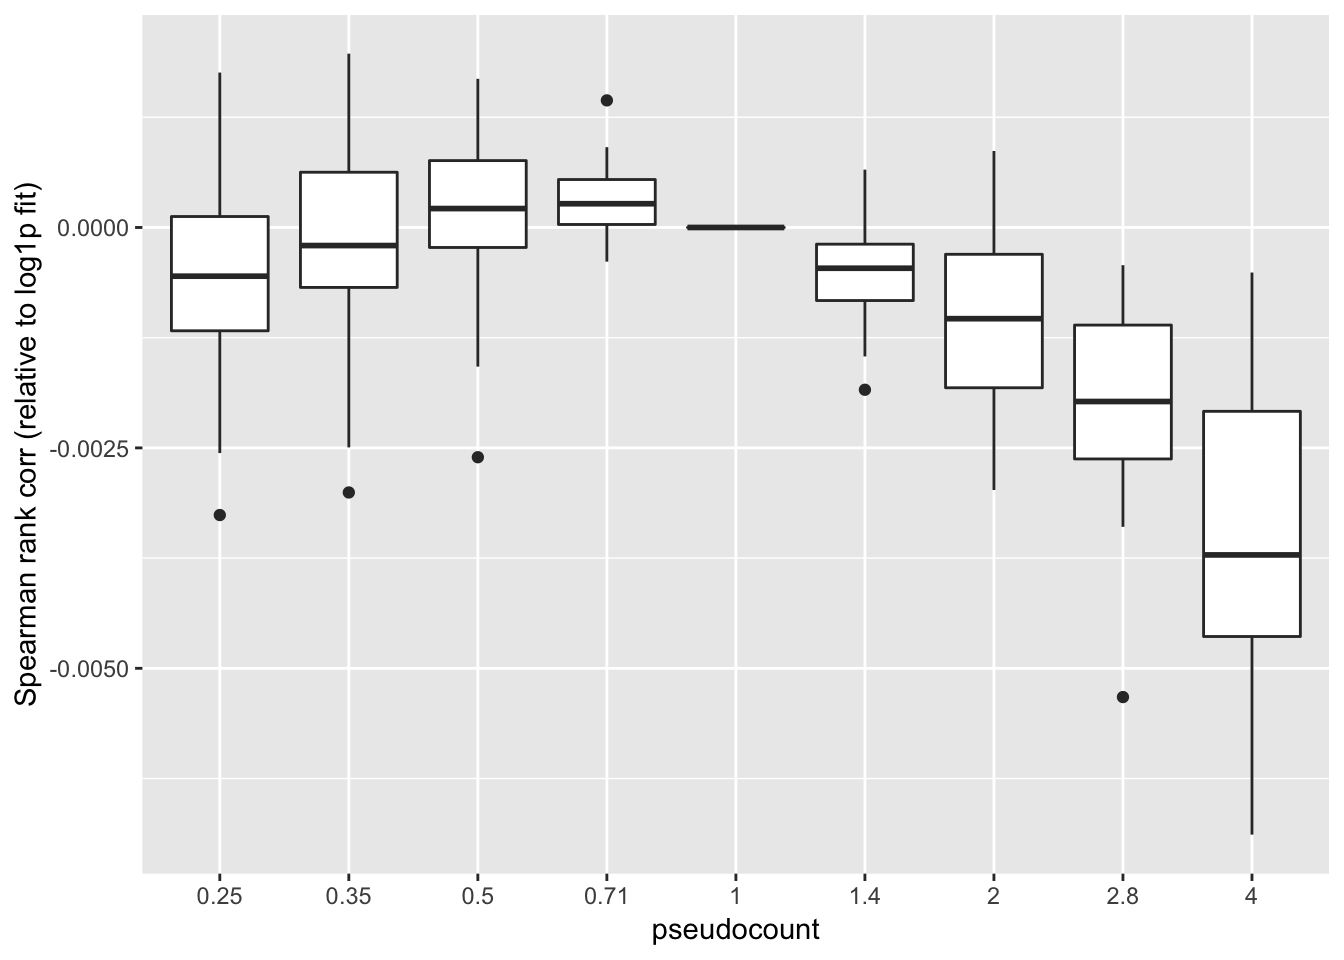 Spearman rank corr (relative to log1p fit)
0.0000
-0.0025
-0.0050
0.25 0.35 0.5 0.71 1 1.4 2 2.8 4
pseudocount